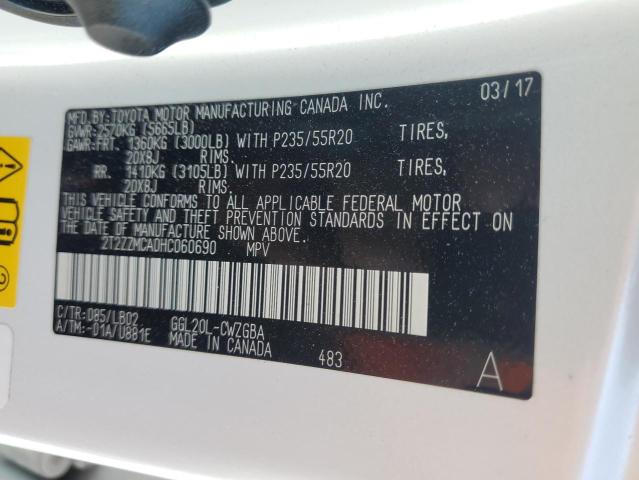 MFD.BY:TOYOTA MOTOR MANUFACTURING CANADA INC. 03/17
GVWR:2570KG (5665LB)
GAWR:FRT. 1360KG (3000LB) WITH P235/55R20 TIRES,
20X8J RIMS.
RR. 1410KG (3105LB) WITH P235/55R20 TIRES,
20X8J RIMS.
THIS VEHICLE CONFORMS TO ALL APPLICABLE FEDERAL MOTOR
VEHICLE SAFETY AND THEFT PREVENTION STANDARDS IN EFFECT ON
THE DATE OF MANUFACTURE SHOWN ABOVE.
2T2ZZMCA0HC060690 MPV
C/TR:085/LB02 GGL20L-CWZGBA
A/TM:-01A/U881E MADE IN CANADA
483 A
2